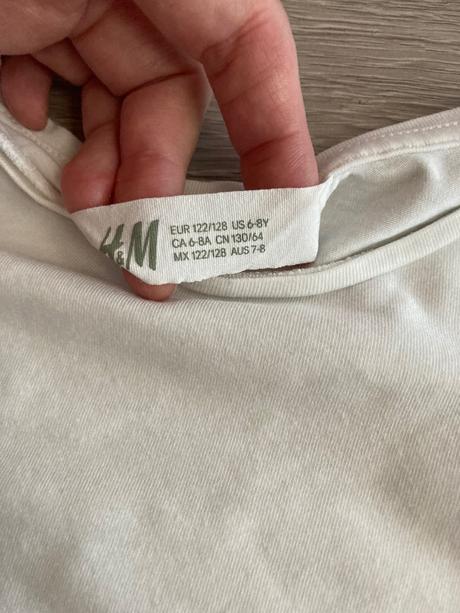 H&M
EUR 122/128 US 6-8Y
CA 6-8A CN 130/64
MX 122/128 AUS 7-8